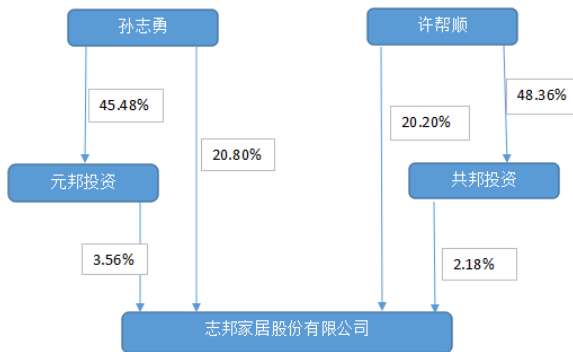 孙志勇
许帮顺
45.48%
48.36%
20.80%
20.20%
元邦投资
共邦投资
3.56%
2.18%
志邦家居股份有限公司